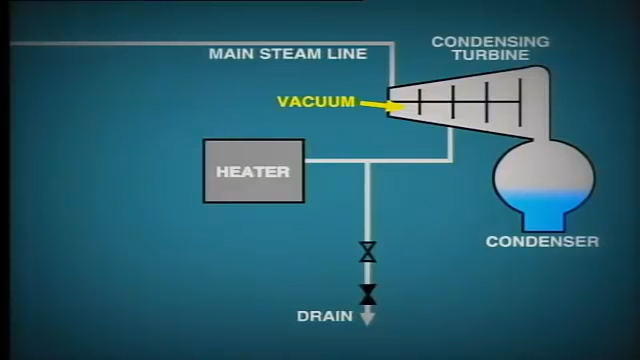 CONDENSING
TURBINE
MAIN STEAM LINE
VACUUM
HEATER
CONDENSER
DRAIN